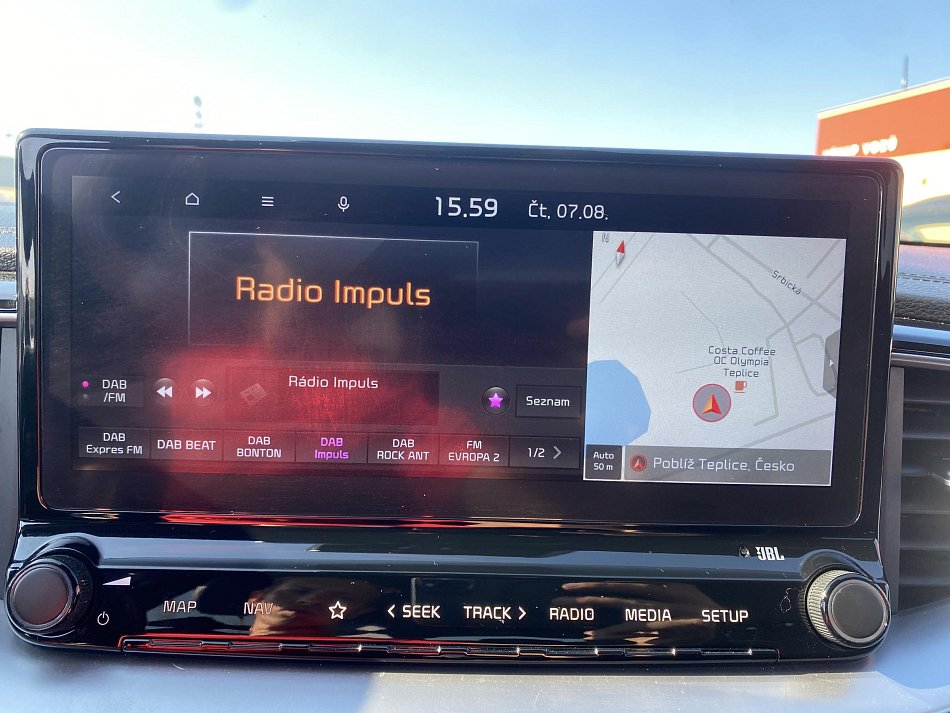 15.59 Čt, 07.08.
Radio Impuls
N
Srbická
Costa Coffee
OC Olympia
Teplice
DAB
/FM
Rádio Impuls
Seznam
DAB
Expres FM
DAB BEAT
DAB
BONTON
DAB
Impuls
DAB
ROCK ANT
FM
EVROPA 2
1/2
Auto
50 m
Poblíž Teplice, Česko
JBL
MAP
NAV
SEEK
TRACK
RADIO
MEDIA
SETUP